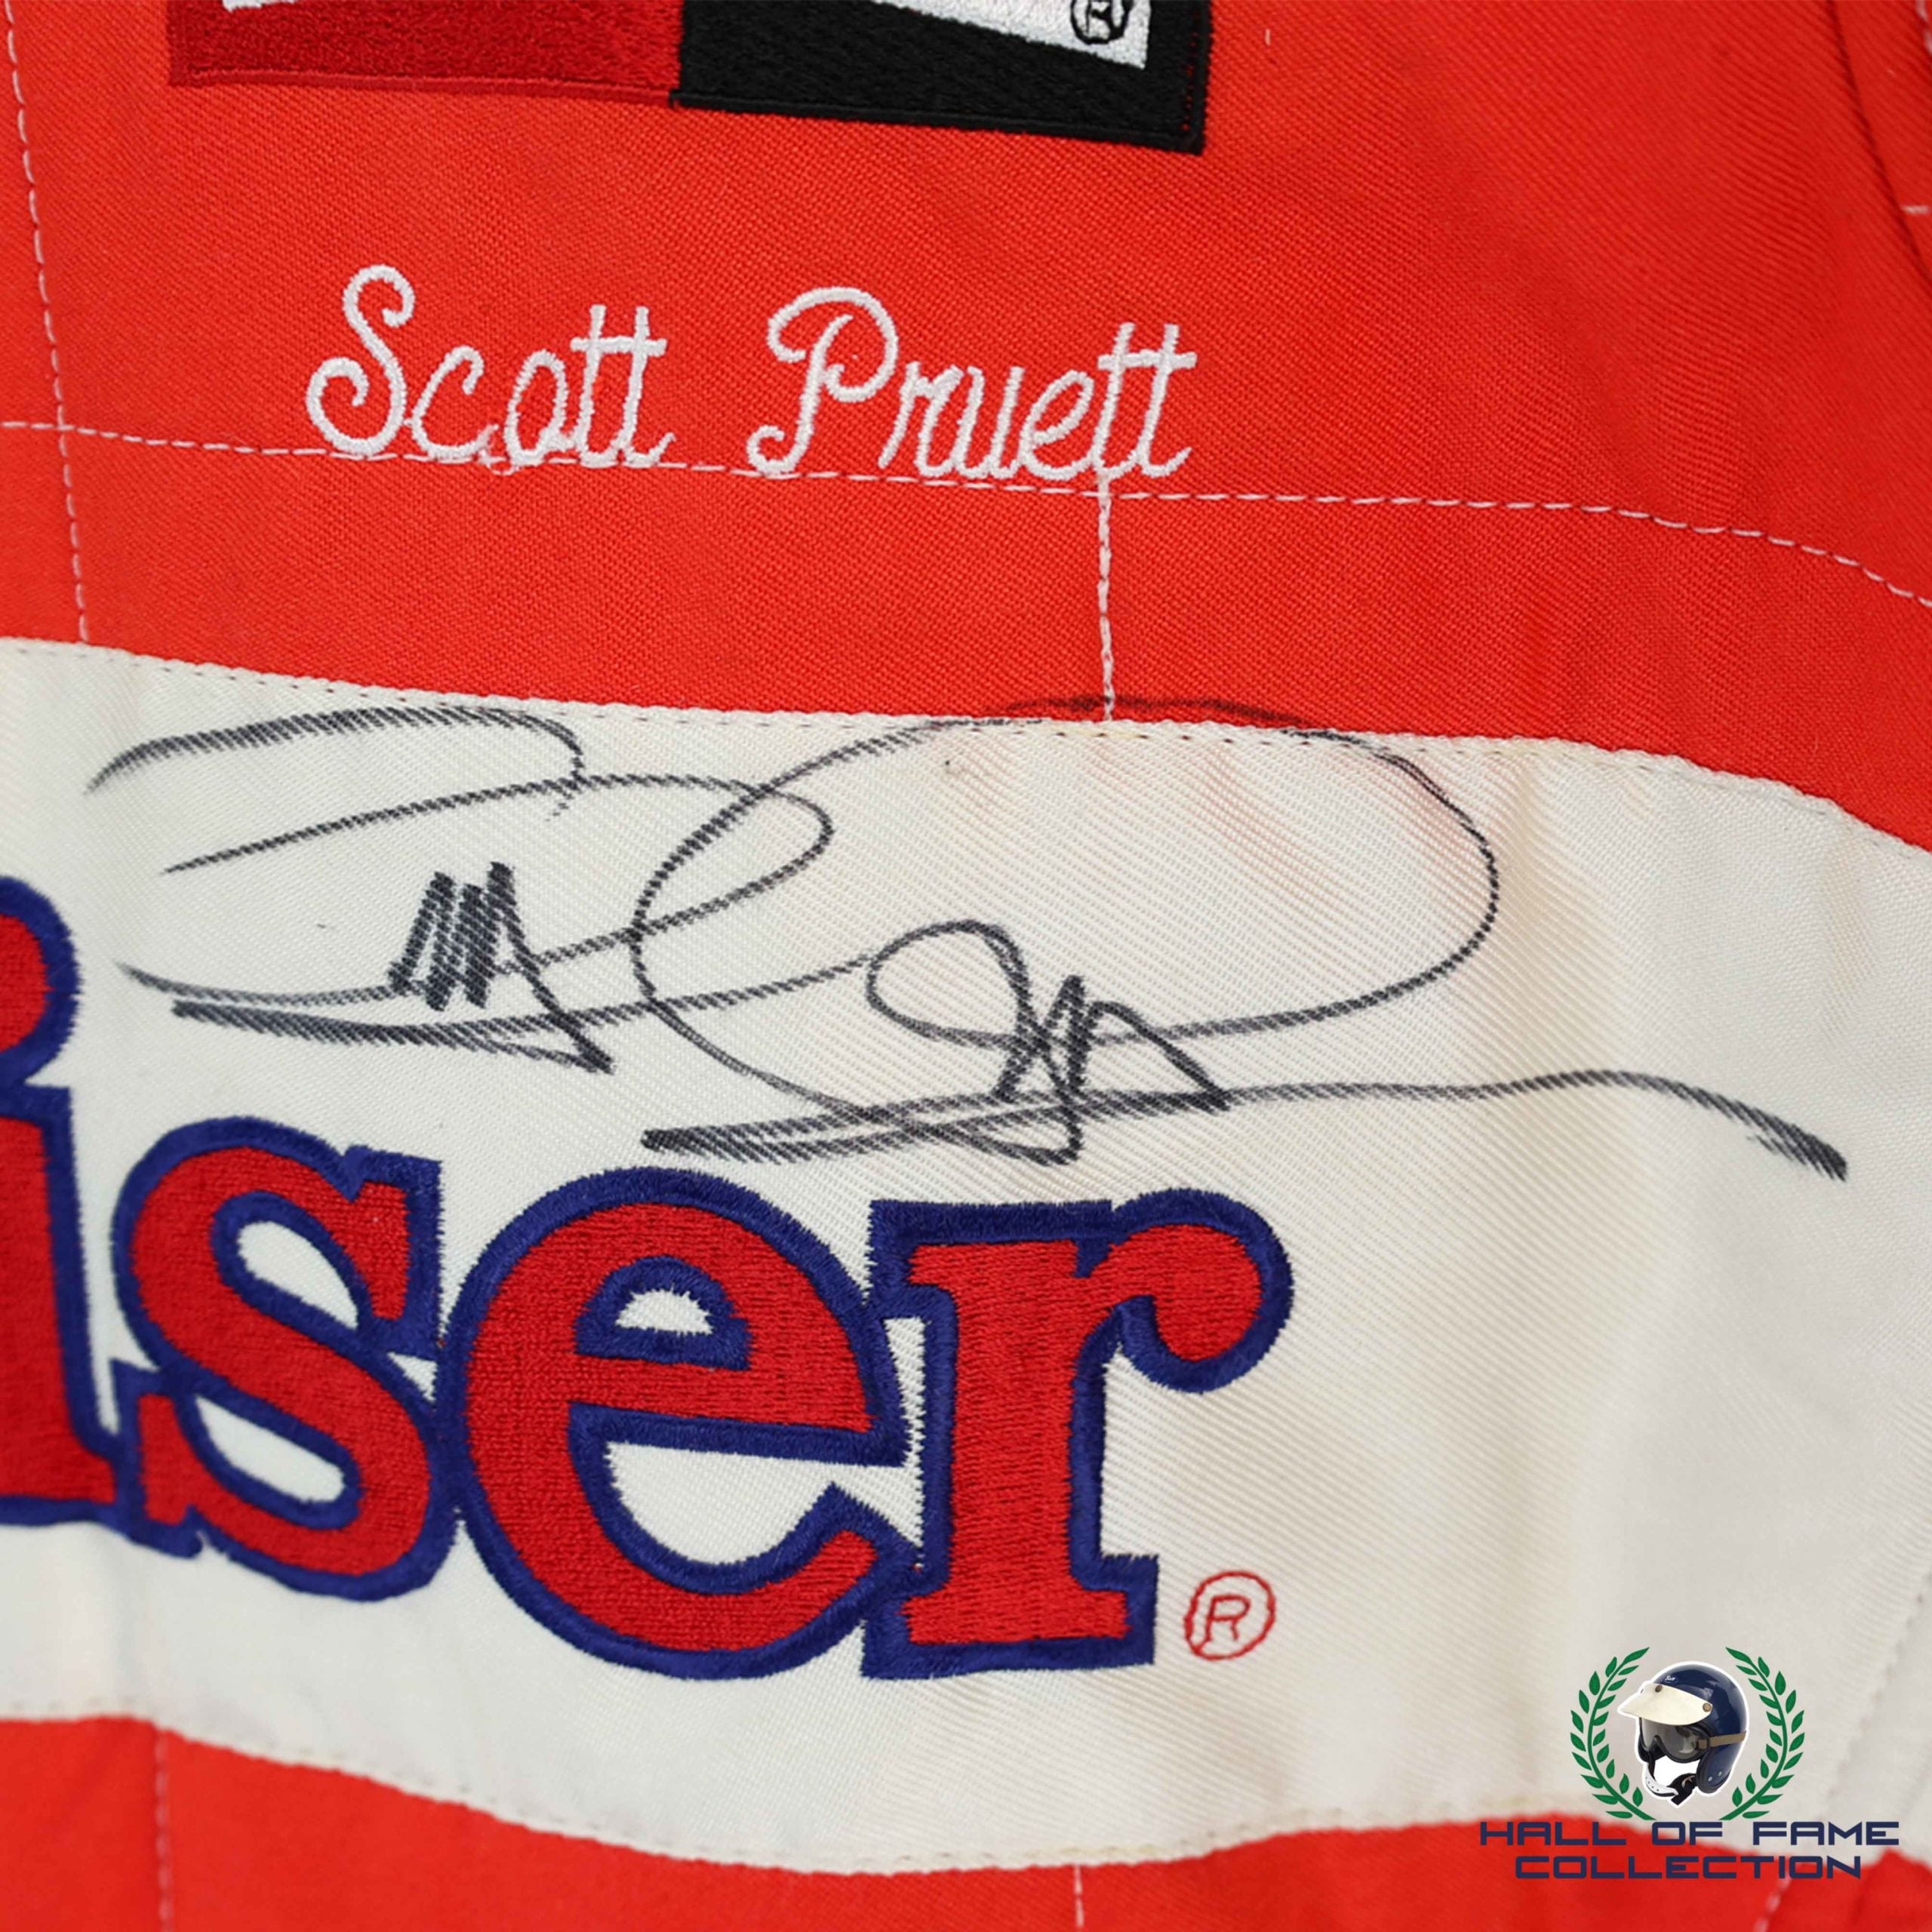 ®
Scott Pruett
iser®
HALL OF FAME
COLLECTION